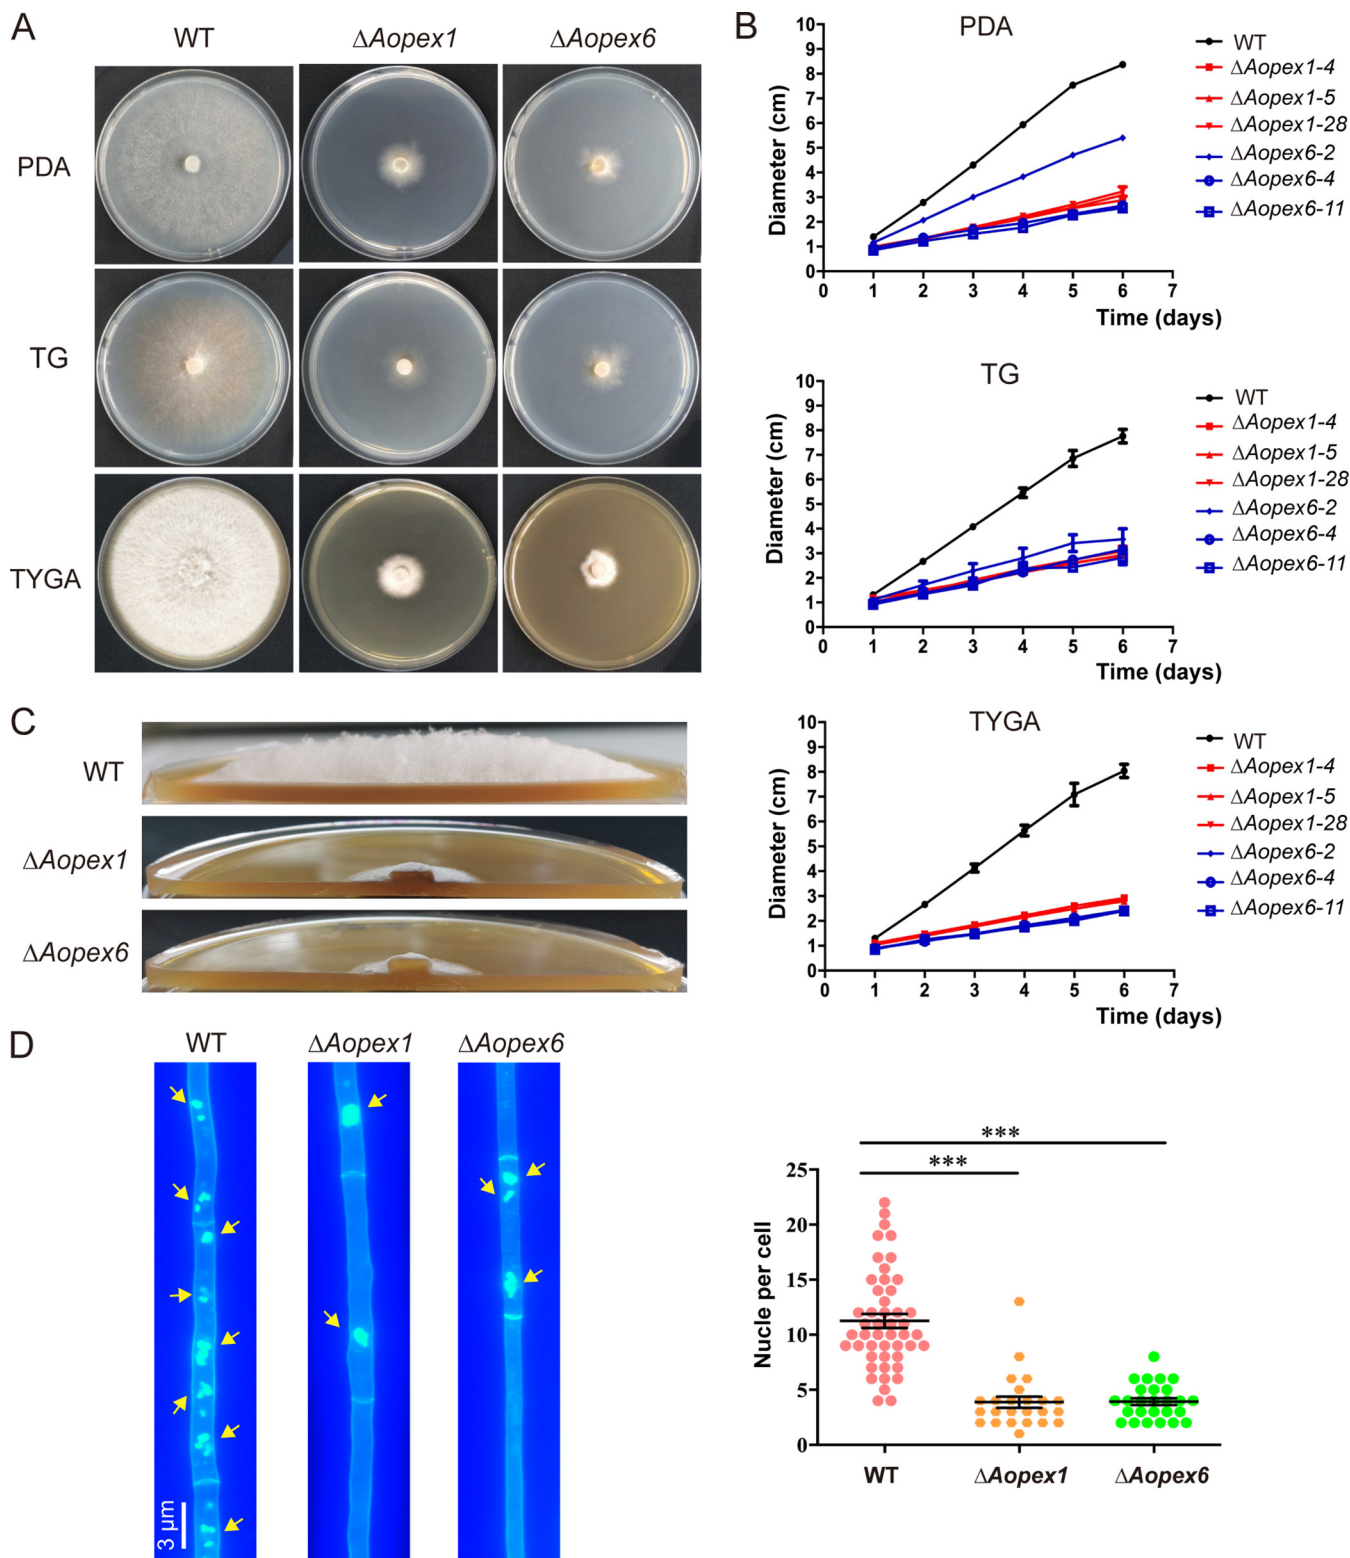 A
WT
ΔAopex1
ΔAopex6
PDA
TG
TYGA
B
PDA
Diameter (cm)
10
9
8
7
6
5
4
3
2
1
0
0 1 2 3 4 5 6 7
Time (days)
WT
ΔAopex1-4
ΔAopex1-5
ΔAopex1-28
ΔAopex6-2
ΔAopex6-4
ΔAopex6-11
TG
Diameter (cm)
10
9
8
7
6
5
4
3
2
1
0
0 1 2 3 4 5 6 7
Time (days)
WT
ΔAopex1-4
ΔAopex1-5
ΔAopex1-28
ΔAopex6-2
ΔAopex6-4
ΔAopex6-11
TYGA
Diameter (cm)
10
9
8
7
6
5
4
3
2
1
0
0 1 2 3 4 5 6 7
Time (days)
WT
ΔAopex1-4
ΔAopex1-5
ΔAopex1-28
ΔAopex6-2
ΔAopex6-4
ΔAopex6-11
C
WT
ΔAopex1
ΔAopex6
D
WT
ΔAopex1
ΔAopex6
3 μm
***
***
Nucle per cell
25
20
15
10
5
0
WT
ΔAopex1
ΔAopex6